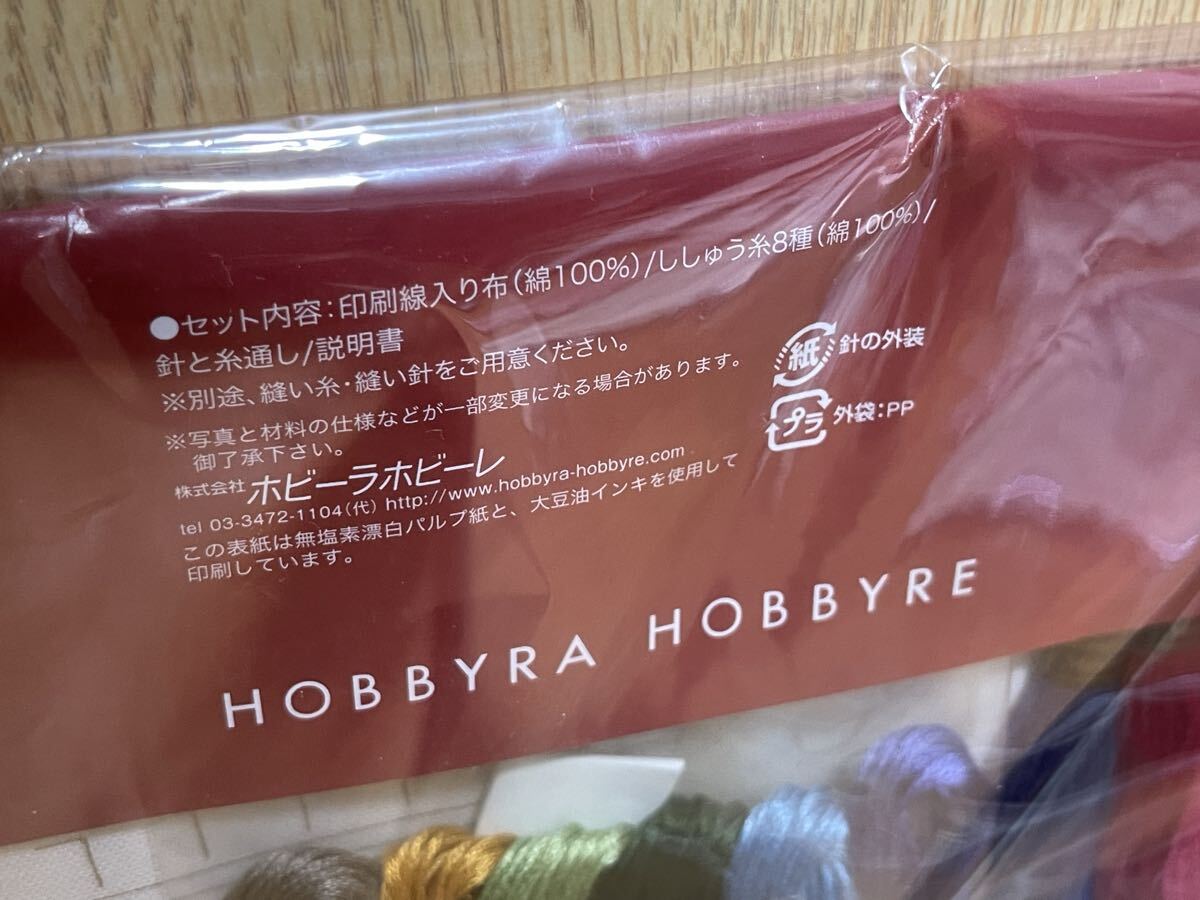 ●セット内容：印刷線入り布（綿100%）/ししゅう糸8種（綿100%）/
針と糸通し/説明書
※別途、縫い糸・縫い針をご用意ください。
※写真と材料の仕様などが一部変更になる場合があります。
御了承下さい。
株式会社 ホビーラホビーレ
tel 03-3472-1104（代） http://www.hobbyra-hobbyre.com
この表紙は無塩素漂白パルプ紙と、大豆油インキを使用して
印刷しています。
紙 針の外装
プラ 外袋：PP
HOBBYRA HOBBYRE